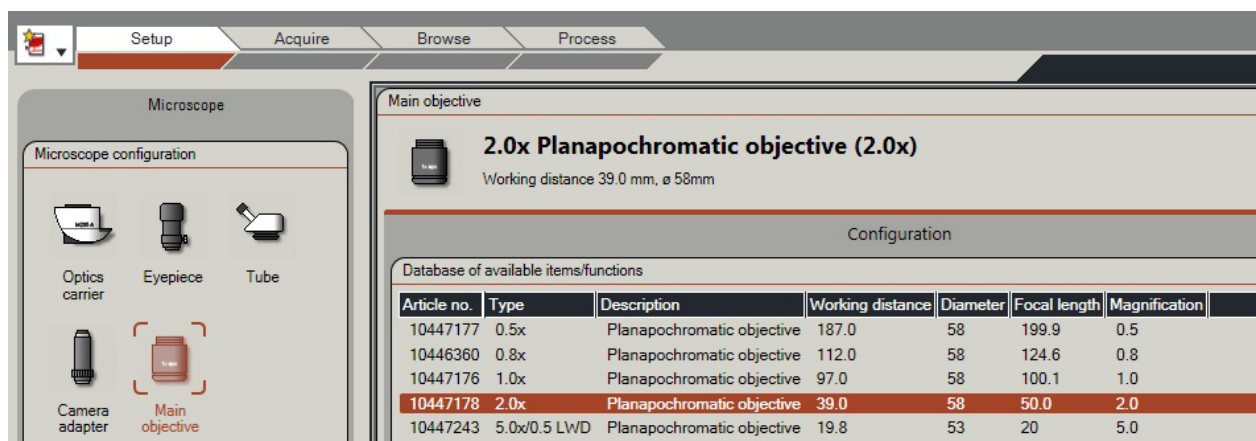 Setup Acquire Browse Process
Microscope
Microscope configuration
Optics carrier
Eyepiece
Tube
Camera adapter
Main objective
Main objective
2.0x Planapochromatic objective (2.0x)
Working distance 39.0 mm, ø 58mm
Configuration
Database of available items/functions
Article no. Type Description Working distance Diameter Focal length Magnification
10447177 0.5x Planapochromatic objective 187.0 58 199.9 0.5
10446360 0.8x Planapochromatic objective 112.0 58 124.6 0.8
10447176 1.0x Planapochromatic objective 97.0 58 100.1 1.0
10447178 2.0x Planapochromatic objective 39.0 58 50.0 2.0
10447243 5.0x/0.5 LWD Planapochromatic objective 19.8 53 20 5.0